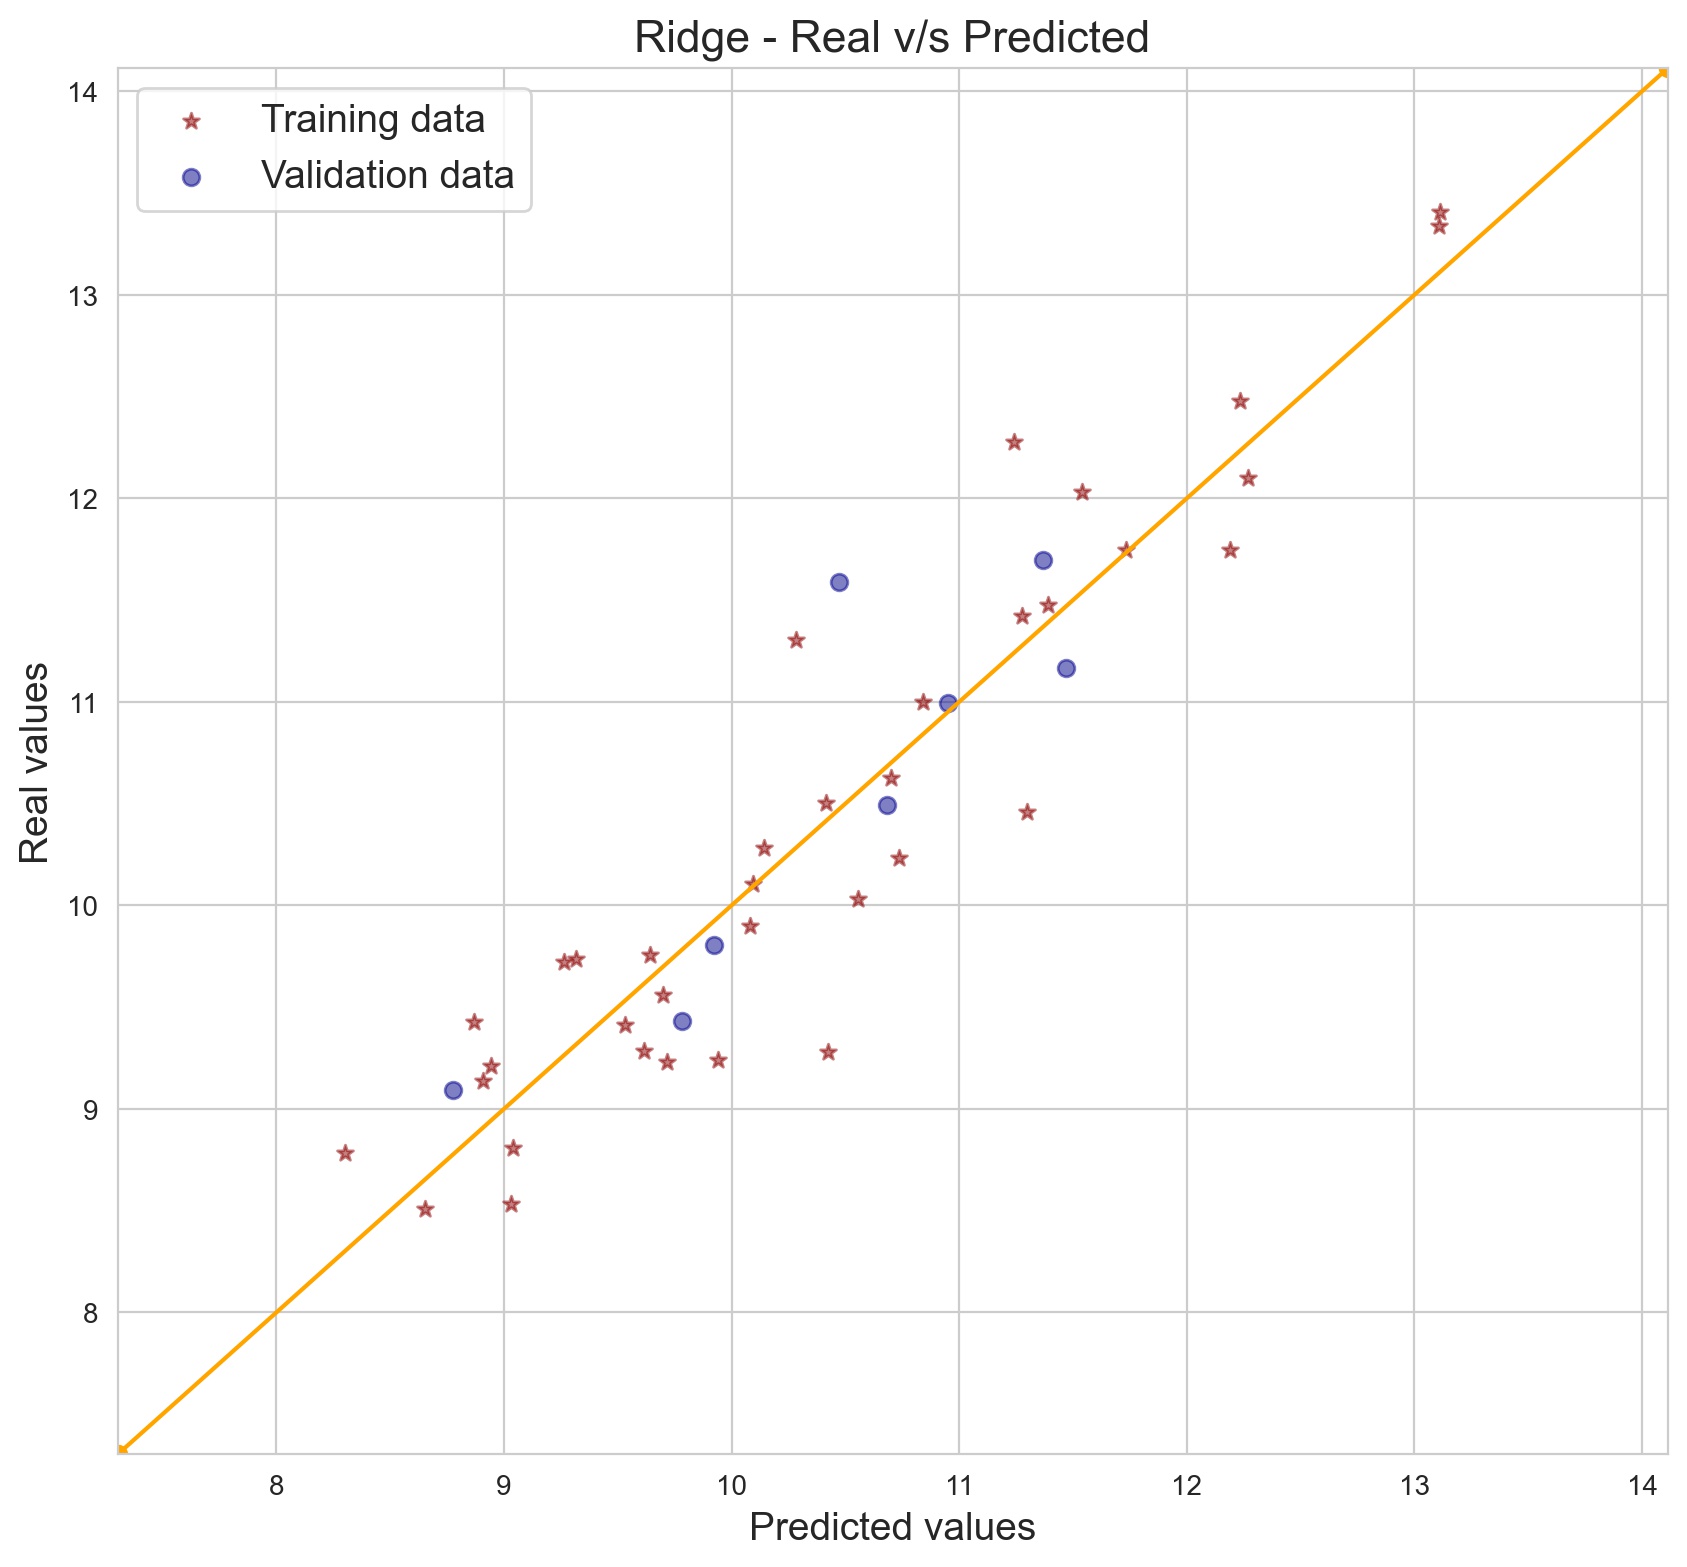 Ridge - Real v/s Predicted
Training data
Validation data
14
13
12
11
10
9
8
Real values
8
9
10
11
12
13
14
Predicted values